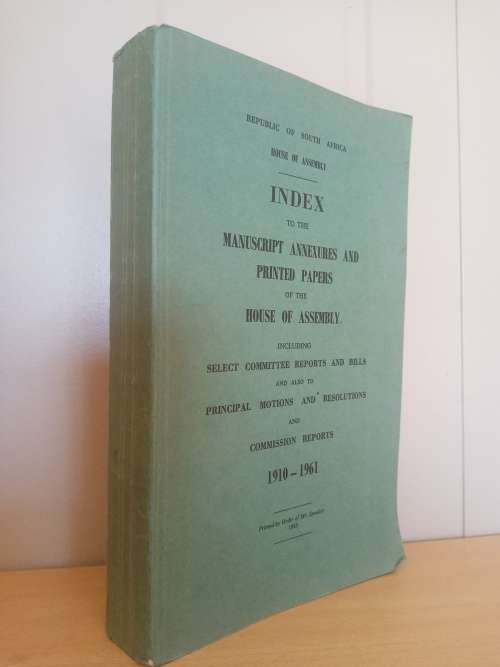 REPUBLIC OF SOUTH AFRICA
HOUSE OF ASSEMBLY
INDEX
TO THE
MANUSCRIPT ANNEXURES AND
PRINTED PAPERS
OF THE
HOUSE OF ASSEMBLY
INCLUDING
SELECT COMMITTEE REPORTS AND BILLS
AND ALSO TO
PRINCIPAL MOTIONS AND RESOLUTIONS
AND
COMMISSION REPORTS
1910 – 1961
Printed by Order of Mr. Speaker